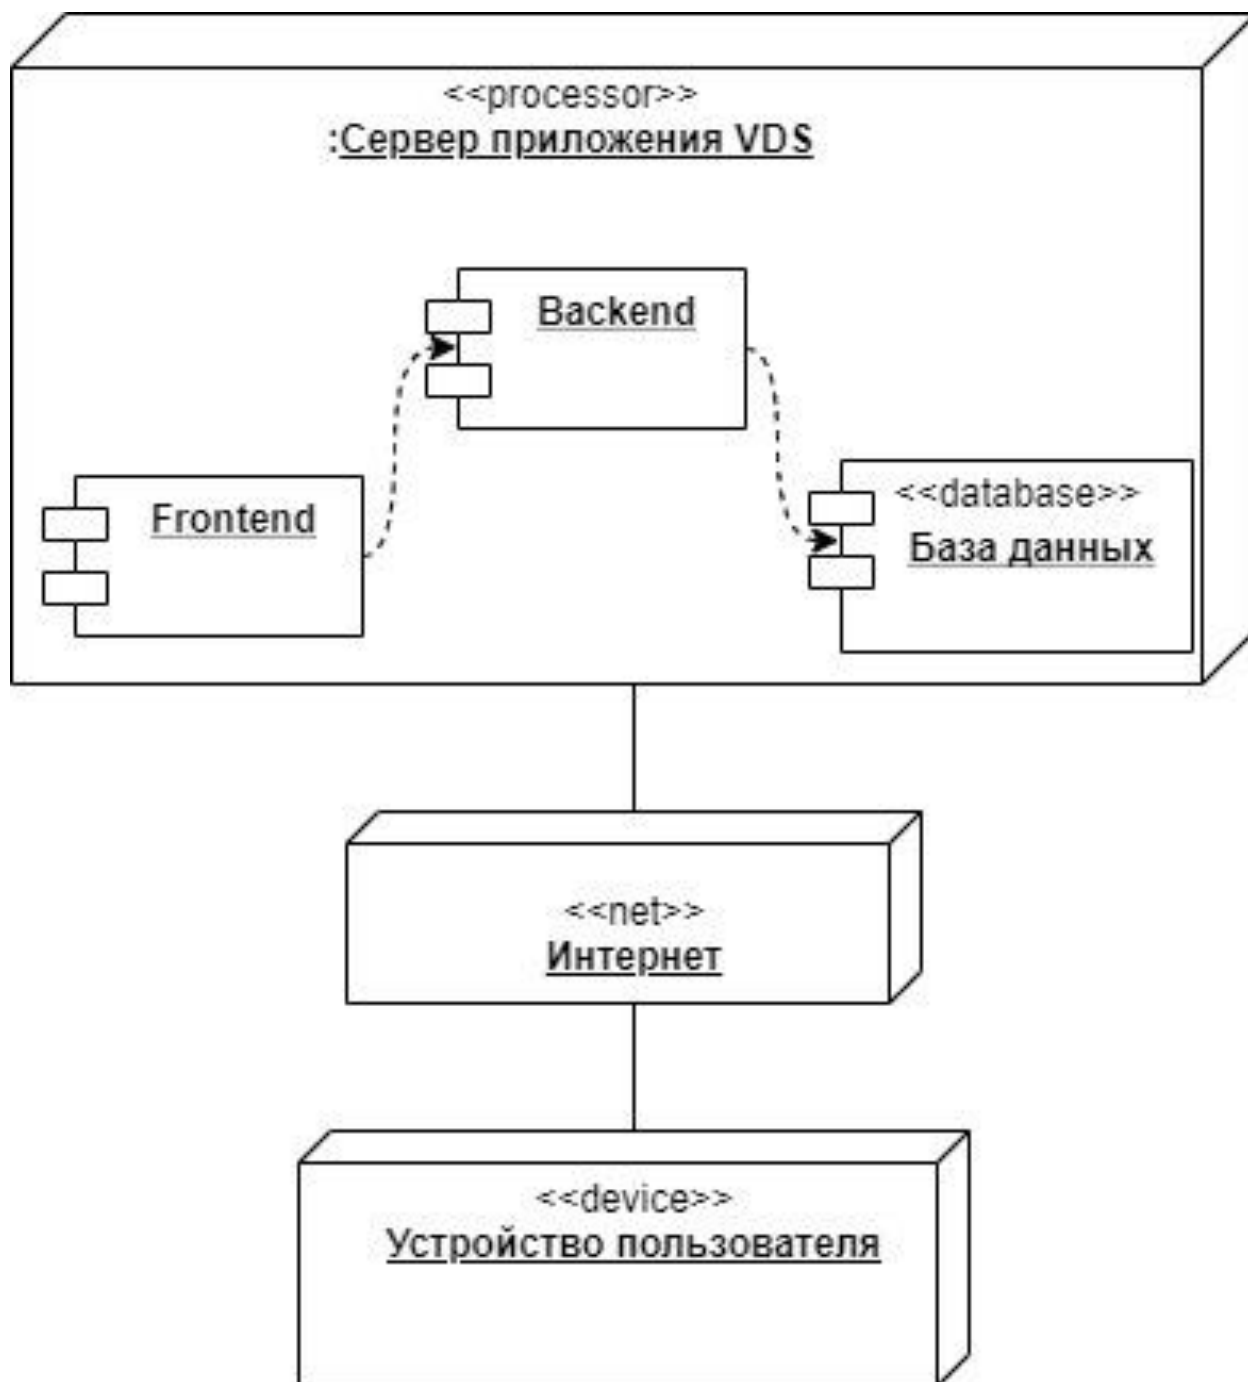 <<processor>>
:Сервер приложения VDS
Backend
Frontend
<<database>>
База данных
<<net>>
Интернет
<<device>>
Устройство пользователя